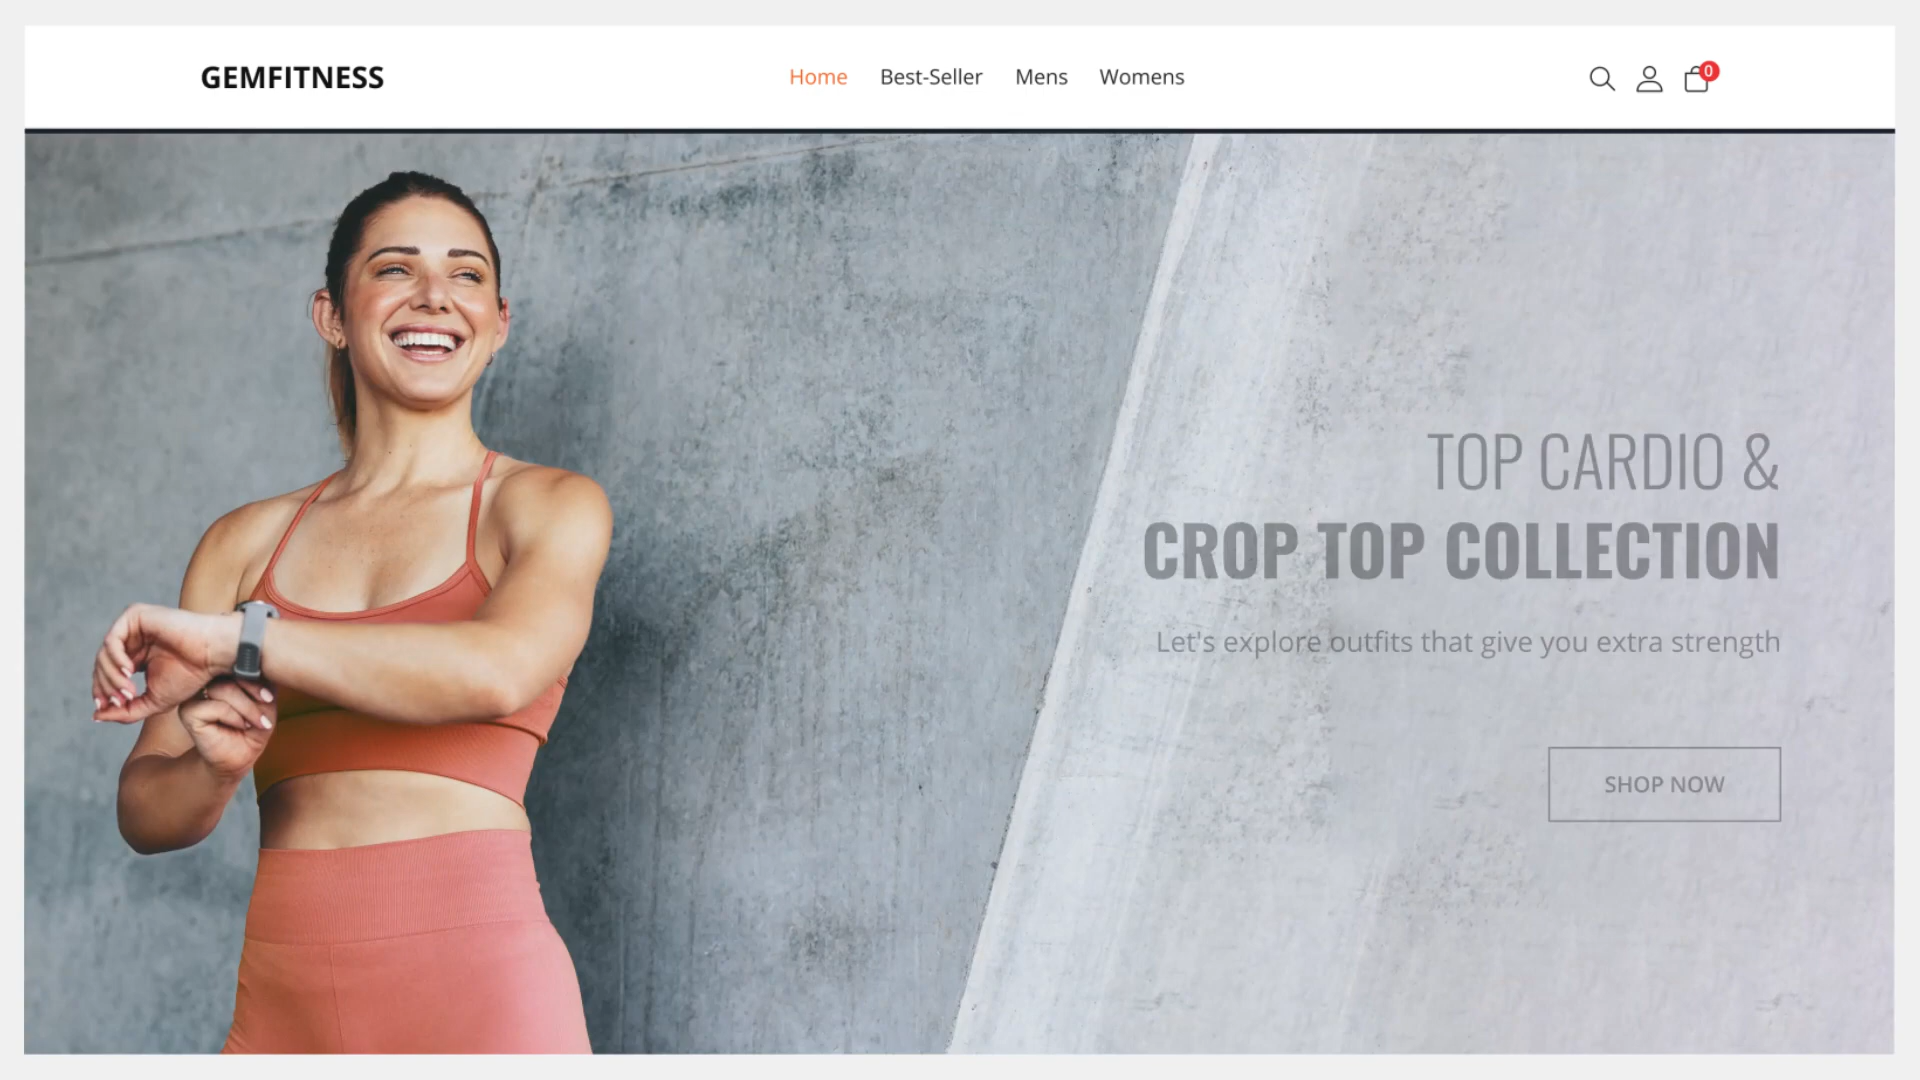 GEMFITNESS
Home Best-Seller Mens Womens
0
TOP CARDIO &
CROP TOP COLLECTION
Let's explore outfits that give you extra strength
SHOP NOW